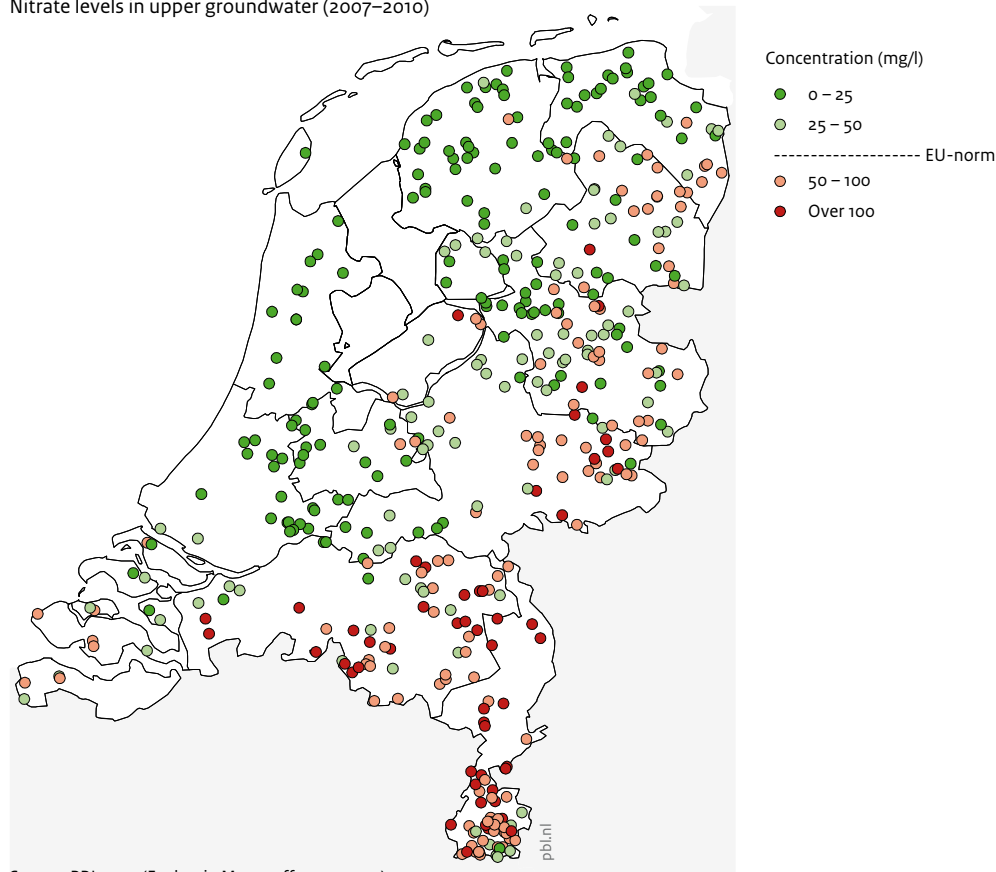 Nitrate levels in upper groundwater (2007–2010)
Concentration (mg/l)
0 – 25
25 – 50
EU-norm
50 – 100
Over 100
pbl.nl